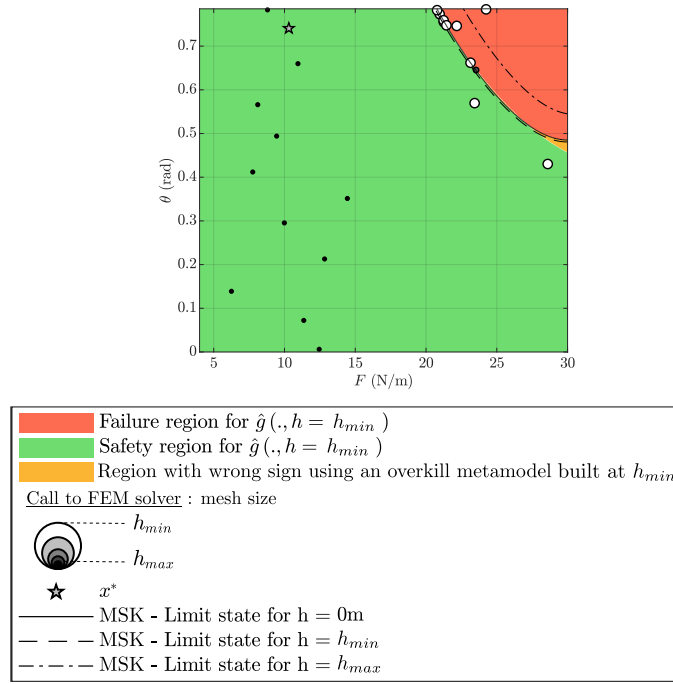 0.7
0.6
0.5
0.4
0.3
0.2
0.1
0
θ (rad)
5 10 15 20 25 30
F (N/m)
Failure region for ĝ (., h = h_min )
Safety region for ĝ (., h = h_min )
Region with wrong sign using an overkill metamodel built at h_min
Call to FEM solver : mesh size
h_min
h_max
x*
MSK - Limit state for h = 0m
MSK - Limit state for h = h_min
MSK - Limit state for h = h_max